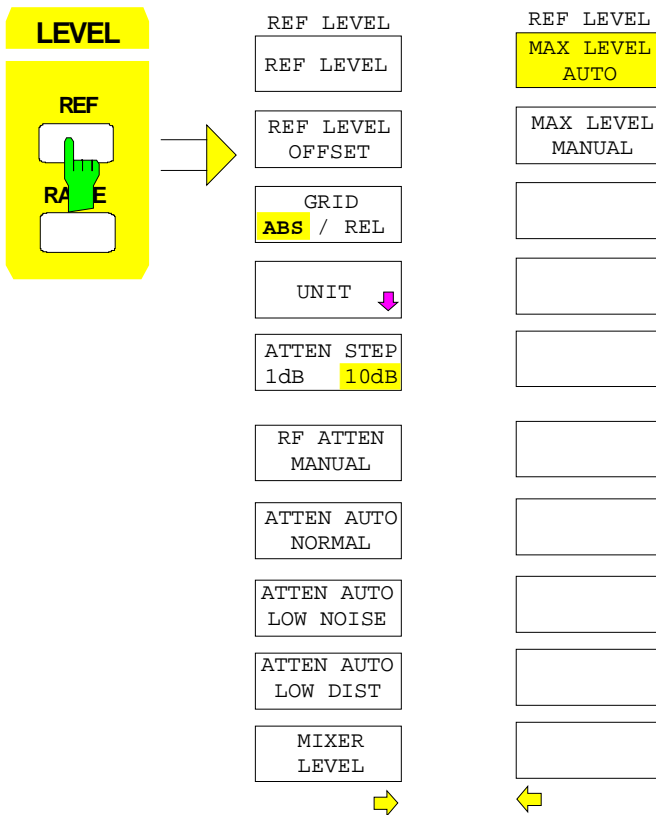 LEVEL
REF
REF LEVEL
REF LEVEL
REF LEVEL
OFFSET
GRID
ABS / REL
UNIT
ATTEN STEP
1dB 10dB
RF ATTEN
MANUAL
ATTEN AUTO
NORMAL
ATTEN AUTO
LOW NOISE
ATTEN AUTO
LOW DIST
MIXER
LEVEL
REF LEVEL
MAX LEVEL
AUTO
MAX LEVEL
MANUAL